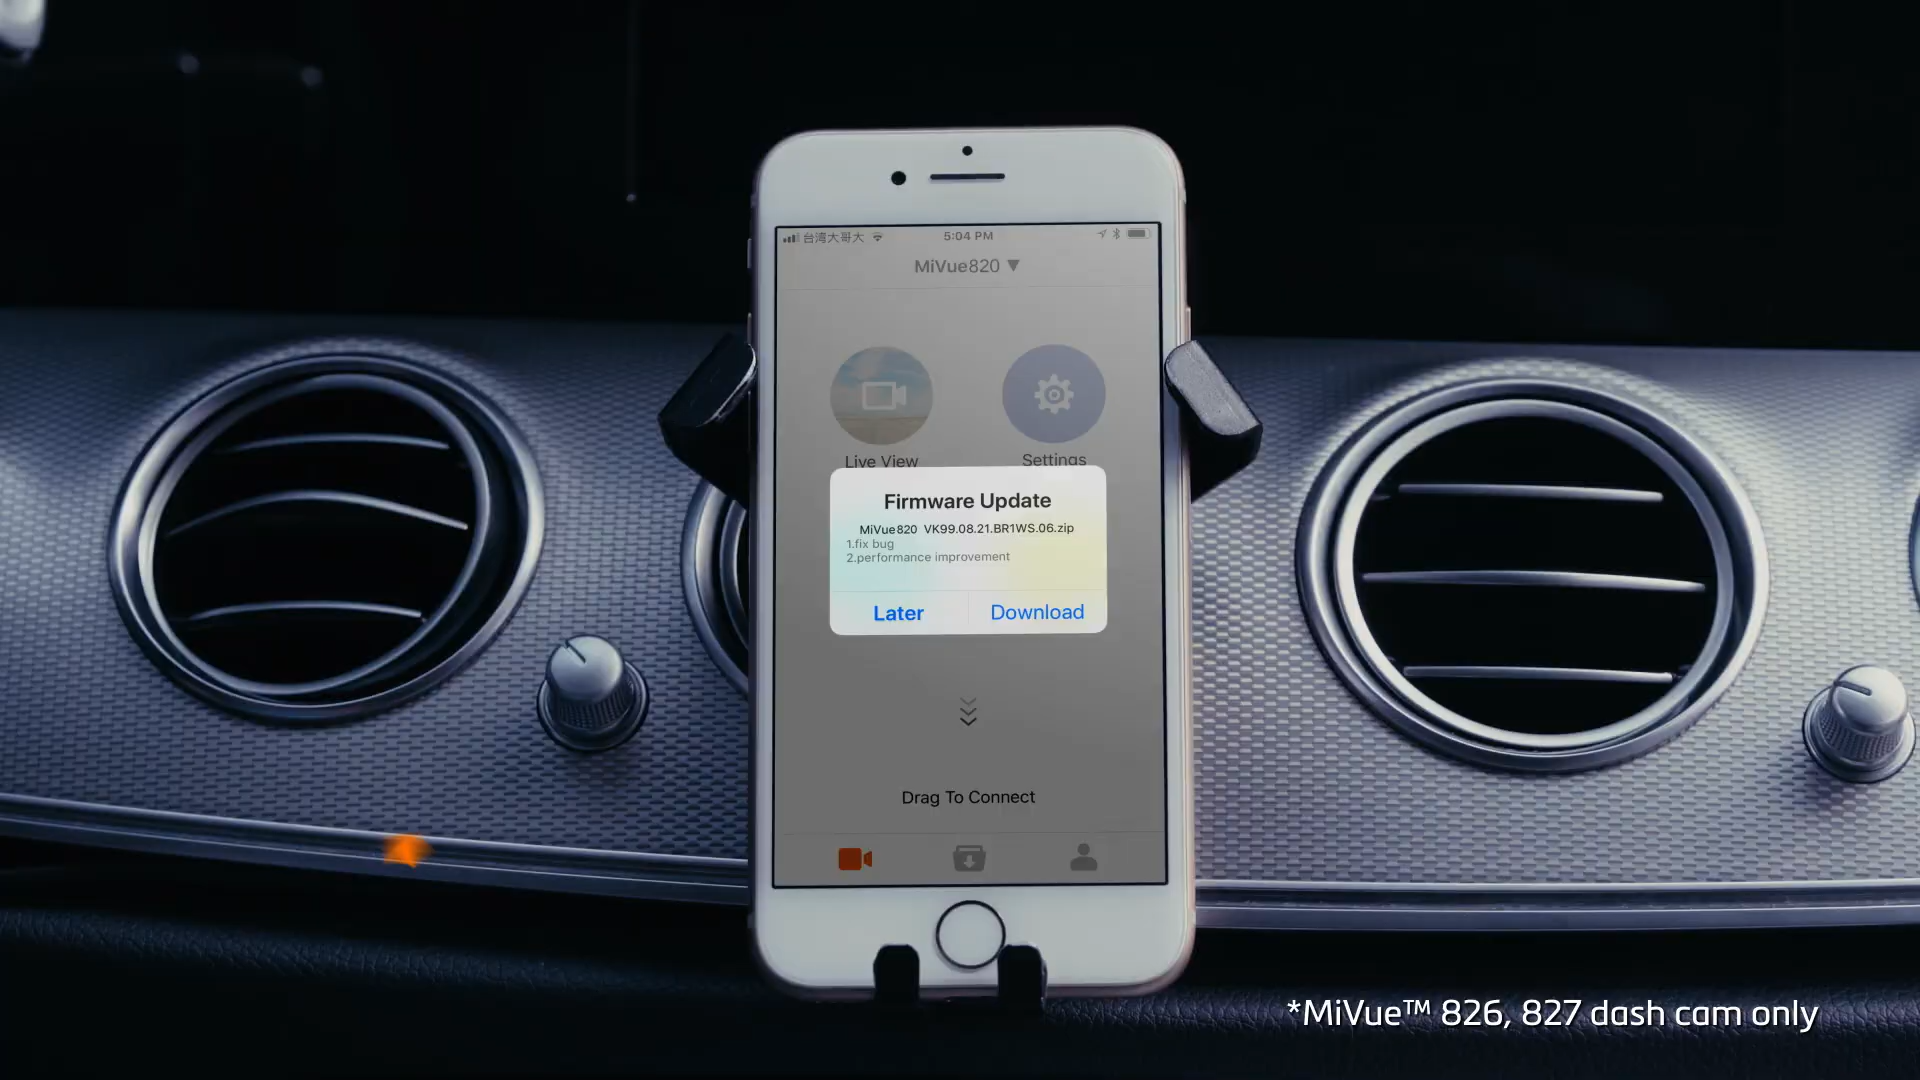 台湾大哥大
5:04 PM
MiVue820 ▼
Live View
Settings
Firmware Update
MiVue820 VK99.08.21.BR1WS.06.zip
1.fix bug
2.performance improvement
Later
Download
Drag To Connect
*MiVue™ 826, 827 dash cam only